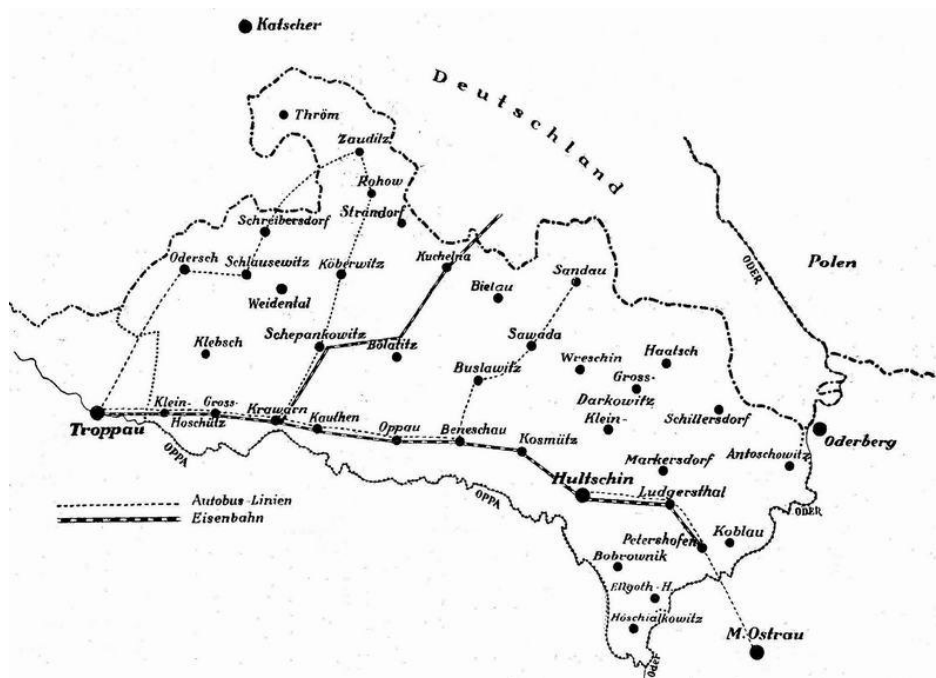 Katscher
Deutschland
Thröm
Zauditz
Rohow
Strandorf
Schreibersdorf
Odersch
Schlausewitz
Köberwitz
Kuchelna
Weidental
Bielau
Sandau
ODER
Polen
Klebsch
Schepankowitz
Bolatitz
Sawada
Buslawitz
Wreschin
Haatsch
Gross-
Darkowitz
Klein-
Schillersdorf
Troppau
Klein-
Gross-
Hoschütz
Krawarn
Kauthen
Oppau
Beneschau
Kosmütz
Oderberg
OPPA
Hultschin
Markersdorf
Antoschowitz
Ludgersthal
OPPA
ODER
Autobus-Linien
Eisenbahn
Petershofen
Koblau
Bobrownik
Ellgoth-H.
Hoschialkowitz
M.Ostrau
Oder